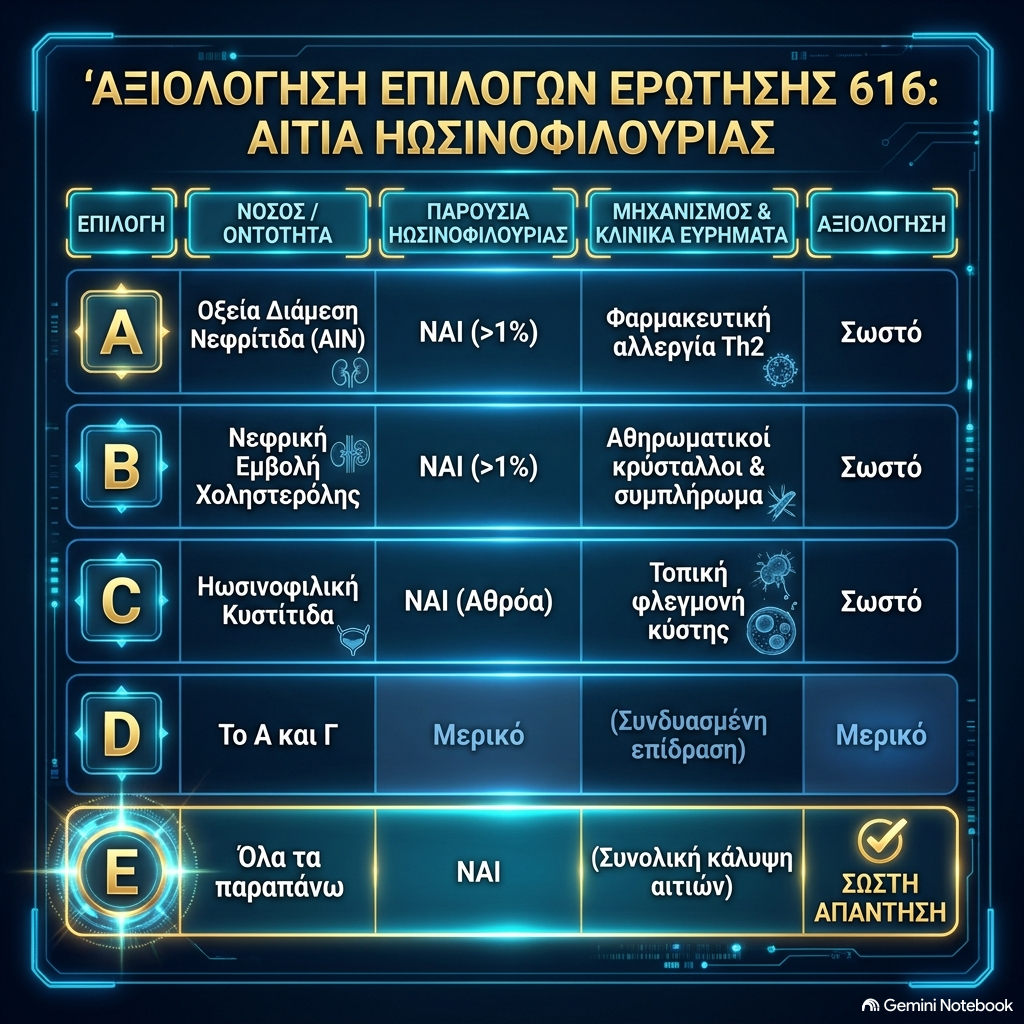 ‘ΑΞΙΟΛΟΓΗΣΗ ΕΠΙΛΟΓΩΝ ΕΡΩΤΗΣΗΣ 616:
ΑΙΤΙΑ ΗΩΣΙΝΟΦΙΛΟΥΡΙΑΣ
ΕΠΙΛΟΓΗ
ΝΟΣΟΣ /
ΟΝΤΟΤΗΤΑ
ΠΑΡΟΥΣΙΑ
ΗΩΣΙΝΟΦΙΛΟΥΡΙΑΣ
ΜΗΧΑΝΙΣΜΟΣ &
ΚΛΙΝΙΚΑ ΕΥΡΗΜΑΤΑ
ΑΞΙΟΛΟΓΗΣΗ
A
Οξεία Διάμεση
Νεφρίτιδα (AIN)
ΝΑΙ (>1%)
Φαρμακευτική
αλλεργία Th2
Σωστό
B
Νεφρική
Εμβολή
Χοληστερόλης
ΝΑΙ (>1%)
Αθηρωματικοί
κρύσταλλοι &
συμπλήρωμα
Σωστό
C
Ηωσινοφιλική
Κυστίτιδα
ΝΑΙ (Αθρόα)
Τοπική
φλεγμονή
κύστης
Σωστό
D
Το Α και Γ
Μερικό
(Συνδυασμένη
επίδραση)
Μερικό
E
Όλα τα
παραπάνω
ΝΑΙ
(Συνολική κάλυψη
αιτιών)
ΣΩΣΤΗ
ΑΠΑΝΤΗΣΗ
Gemini Notebook